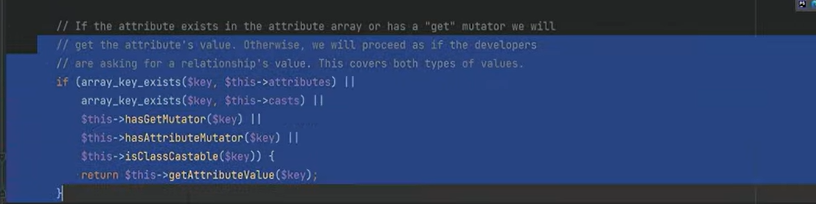 // If the attribute exists in the attribute array or has a "get" mutator we will
// get the attribute's value. Otherwise, we will proceed as if the developers
// are asking for a relationship's value. This covers both types of values.
if (array_key_exists($key, $this->attributes) ||
array_key_exists($key, $this->casts) ||
$this->hasGetMutator($key) ||
$this->hasAttributeMutator($key) ||
$this->isClassCastable($key)) {
return $this->getAttributeValue($key);
}